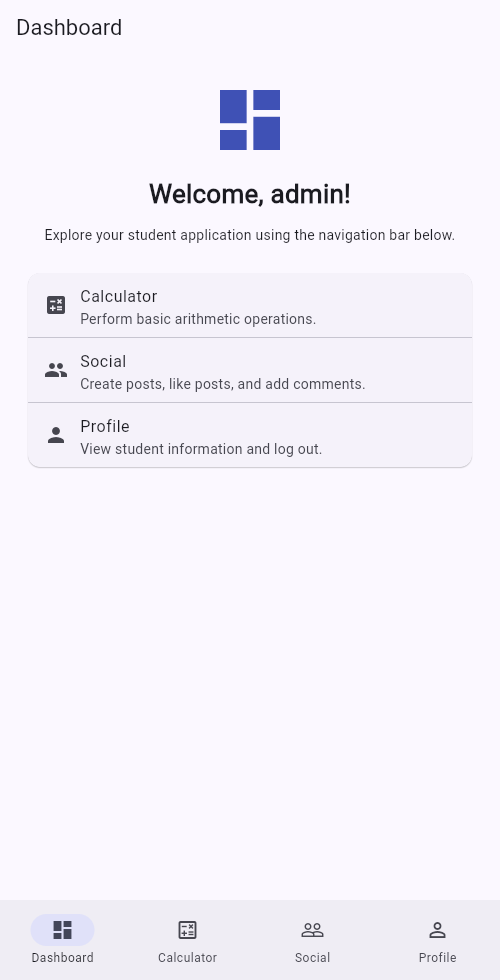 Dashboard
Welcome, admin!
Explore your student application using the navigation bar below.
Calculator
Perform basic arithmetic operations.
Social
Create posts, like posts, and add comments.
Profile
View student information and log out.
Dashboard
Calculator
Social
Profile